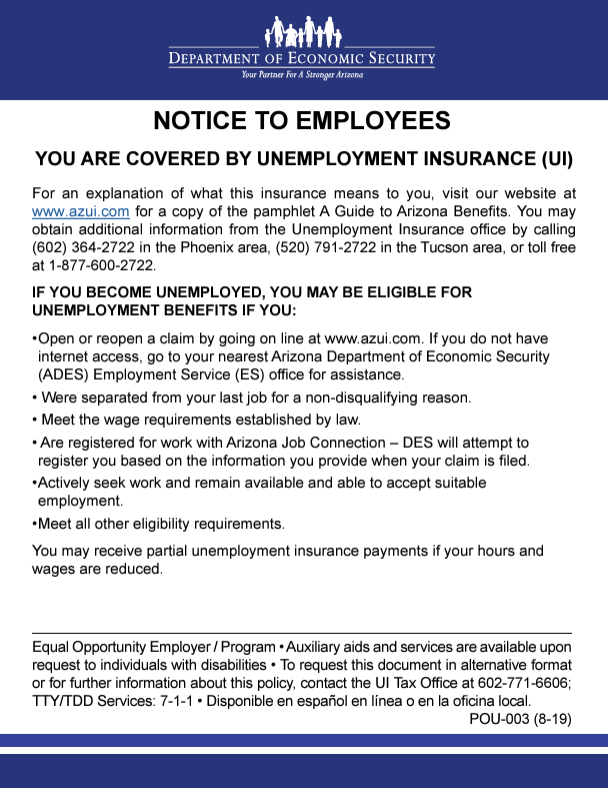 DEPARTMENT OF ECONOMIC SECURITY
Your Partner For A Stronger Arizona
NOTICE TO EMPLOYEES
YOU ARE COVERED BY UNEMPLOYMENT INSURANCE (UI)
For an explanation of what this insurance means to you, visit our website at
www.azui.com for a copy of the pamphlet A Guide to Arizona Benefits. You may
obtain additional information from the Unemployment Insurance office by calling
(602) 364-2722 in the Phoenix area, (520) 791-2722 in the Tucson area, or toll free
at 1-877-600-2722.
IF YOU BECOME UNEMPLOYED, YOU MAY BE ELIGIBLE FOR
UNEMPLOYMENT BENEFITS IF YOU:
•Open or reopen a claim by going on line at www.azui.com. If you do not have
internet access, go to your nearest Arizona Department of Economic Security
(ADES) Employment Service (ES) office for assistance.
• Were separated from your last job for a non-disqualifying reason.
• Meet the wage requirements established by law.
• Are registered for work with Arizona Job Connection – DES will attempt to
register you based on the information you provide when your claim is filed.
•Actively seek work and remain available and able to accept suitable
employment.
•Meet all other eligibility requirements.
You may receive partial unemployment insurance payments if your hours and
wages are reduced.
Equal Opportunity Employer / Program • Auxiliary aids and services are available upon
request to individuals with disabilities • To request this document in alternative format
or for further information about this policy, contact the UI Tax Office at 602-771-6606;
TTY/TDD Services: 7-1-1 • Disponible en español en línea o en la oficina local.
POU-003 (8-19)